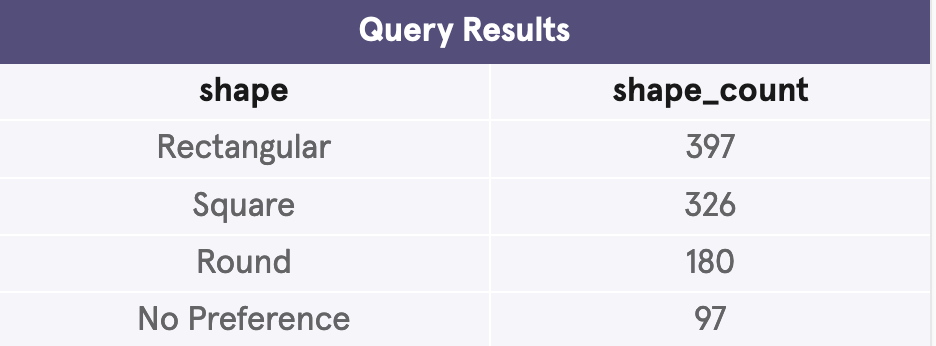 Query Results
shape shape_count
Rectangular 397
Square 326
Round 180
No Preference 97